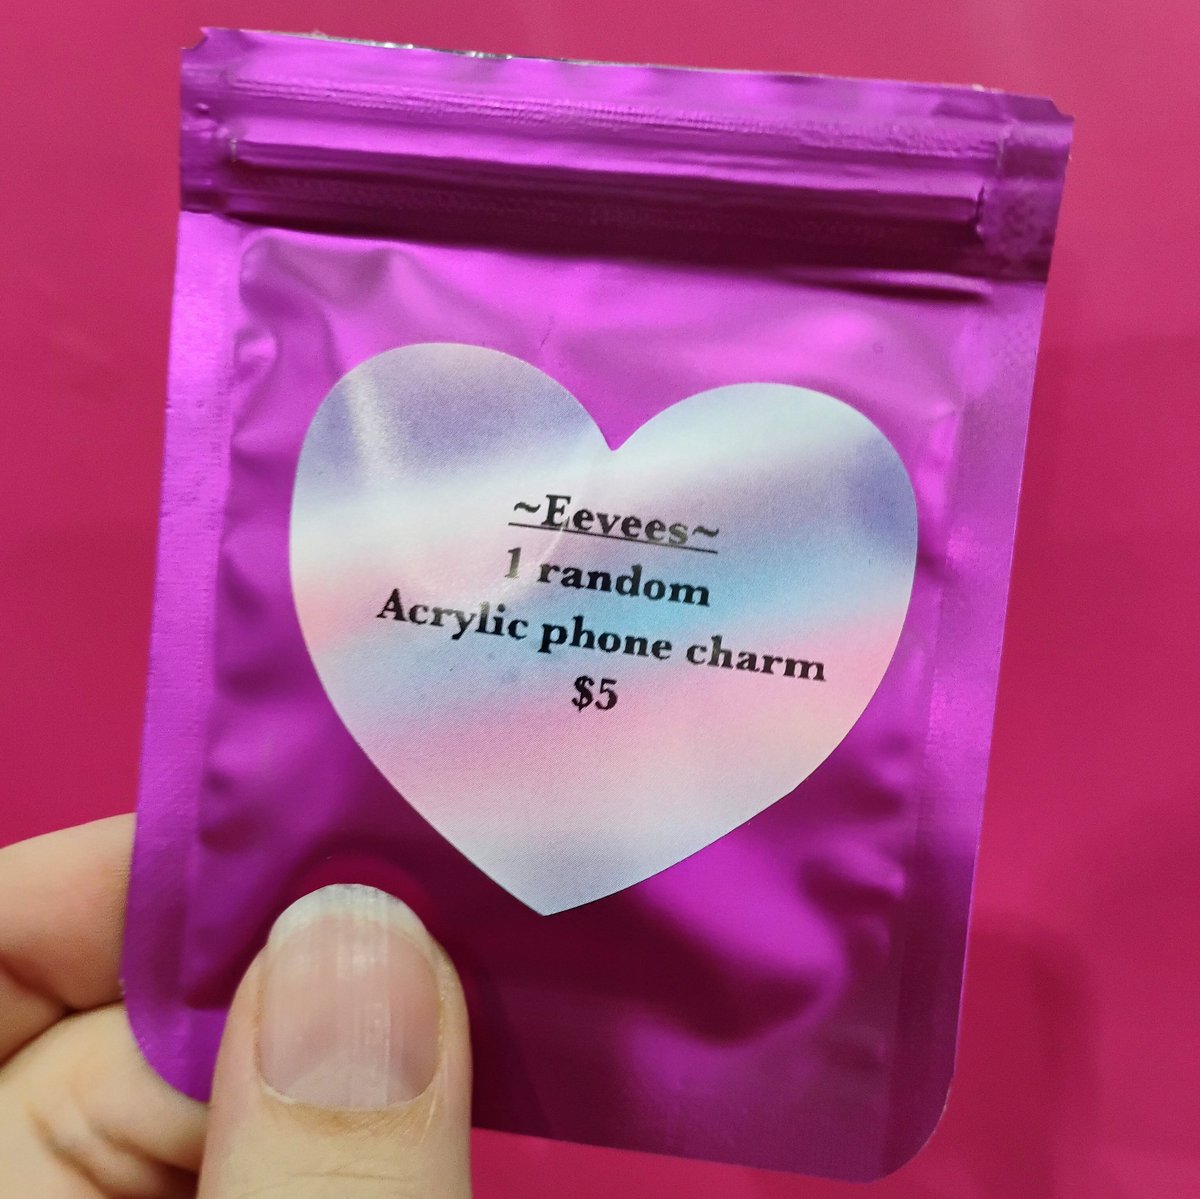 ~Eevees~
1 random
Acrylic phone charm
$5